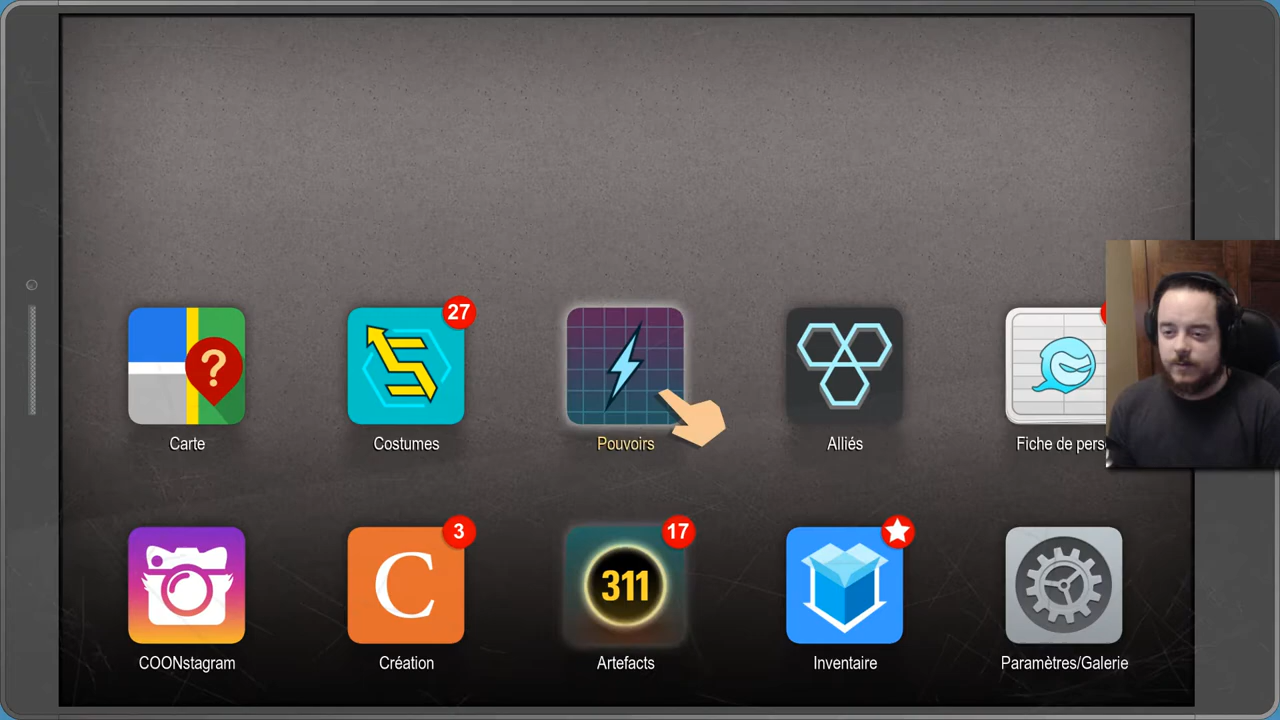 27
?
Carte
Costumes
Pouvoirs
Alliés
Fiche de pers
3
17
C
311
COONstagram
Création
Artefacts
Inventaire
Paramètres/Galerie